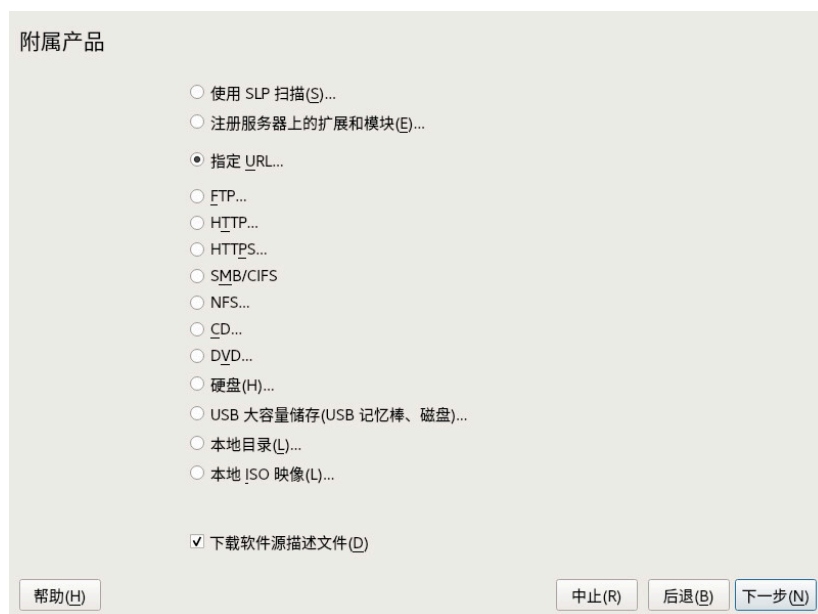 附属产品
使用 SLP 扫描(S)...
注册服务器上的扩展和模块(E)...
指定 URL...
FTP...
HTTP...
HTTPS...
SMB/CIFS
NFS...
CD...
DVD...
硬盘(H)...
USB 大容量储存(USB 记忆棒、磁盘)...
本地目录(L)...
本地 ISO 映像(L)...
下载软件源描述文件(D)
帮助(H) 中止(R) 后退(B) 下一步(N)